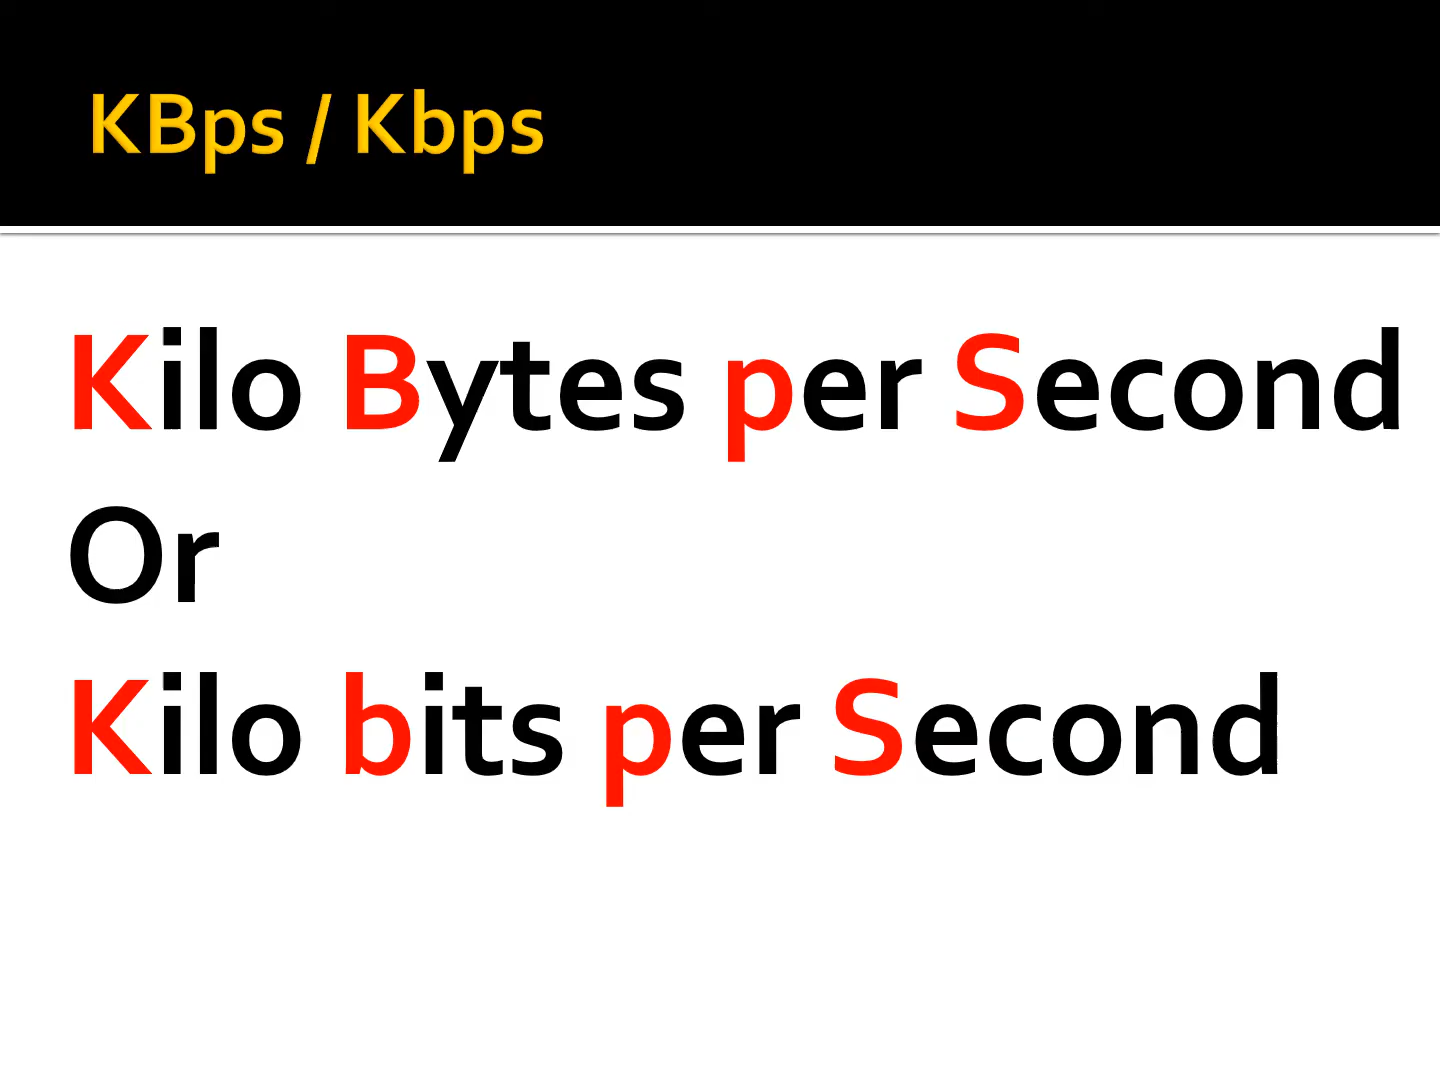 KBps / Kbps
Kilo Bytes per Second
Or
Kilo bits per Second